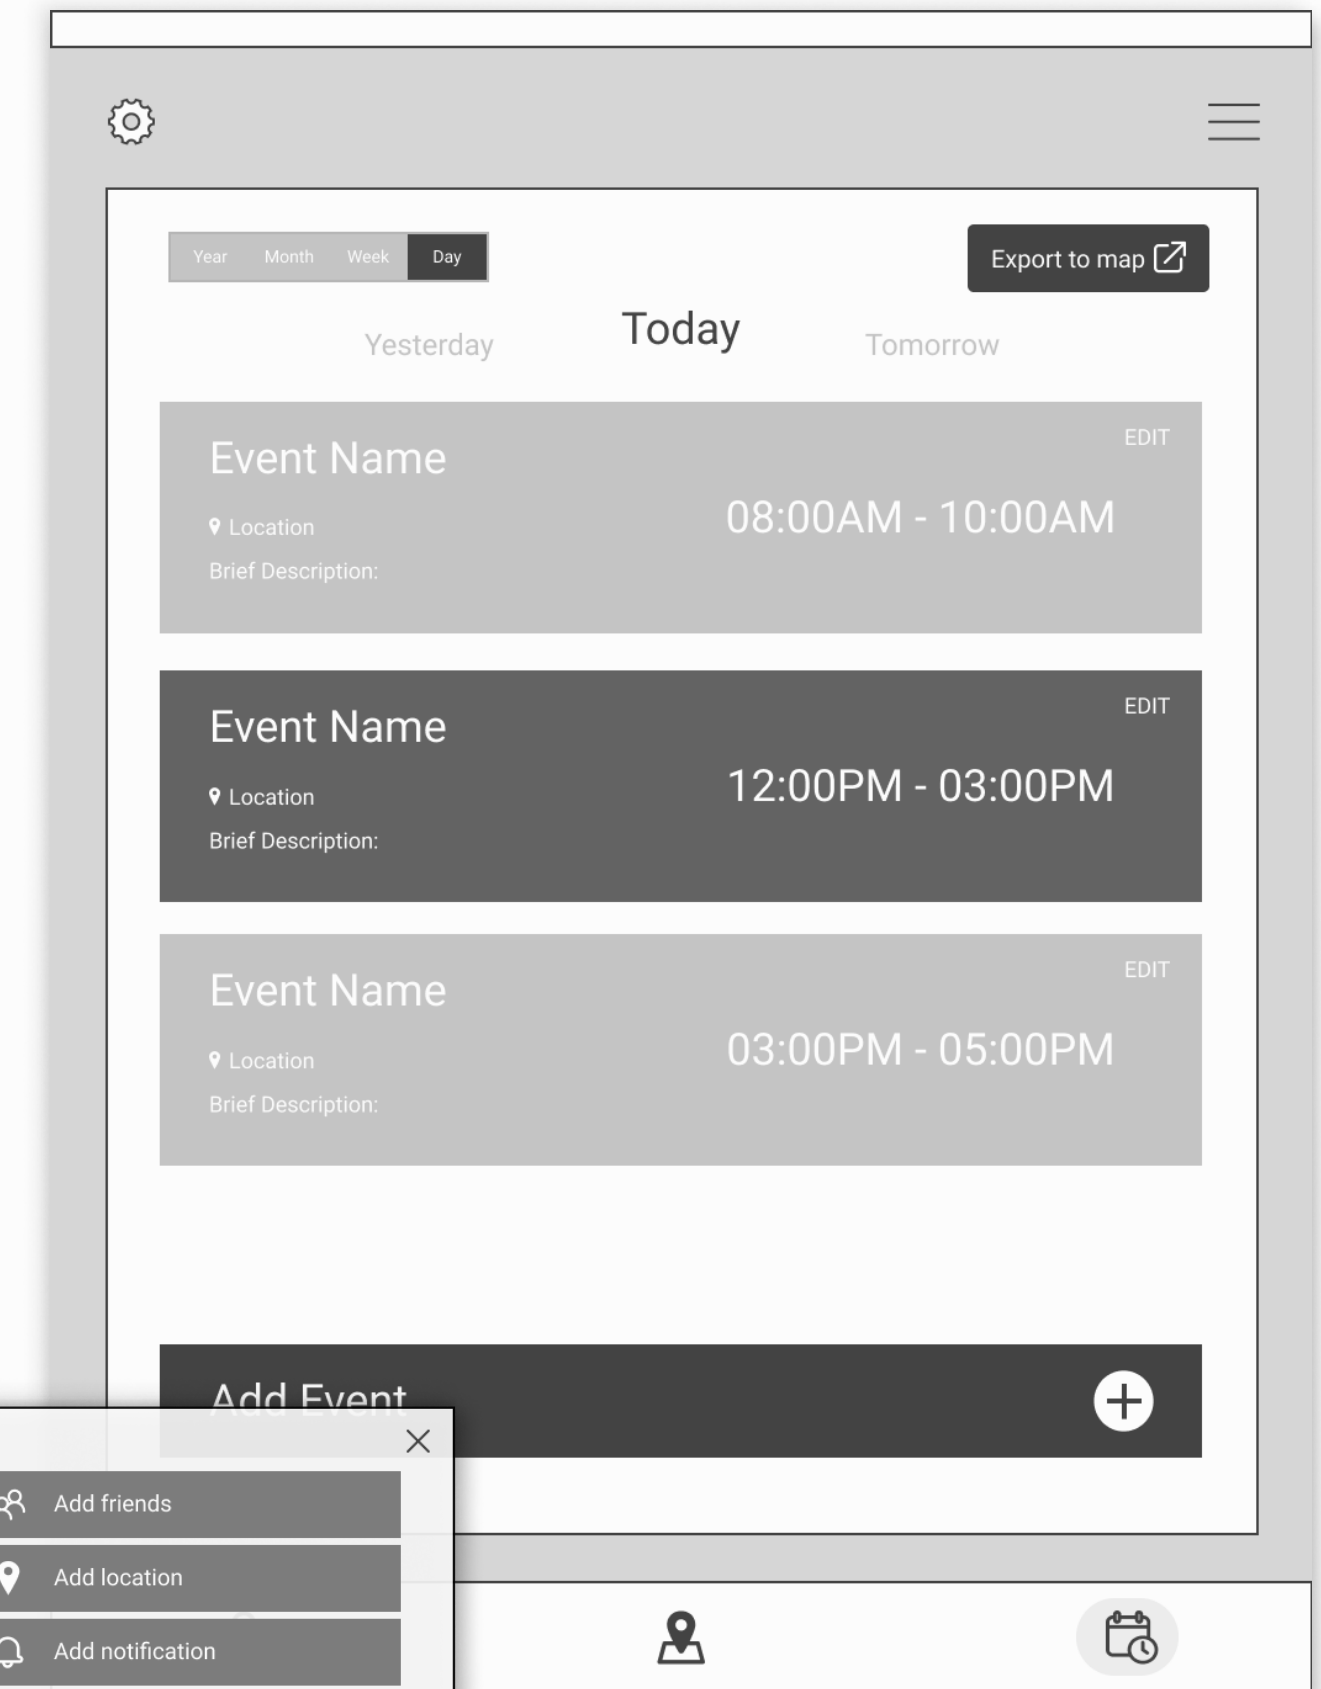 Year Month Week Day
Export to map
Yesterday Today Tomorrow
Event Name
EDIT
Location
08:00AM - 10:00AM
Brief Description:
Event Name
EDIT
Location
12:00PM - 03:00PM
Brief Description:
Event Name
EDIT
Location
03:00PM - 05:00PM
Brief Description:
Add Event
Add friends
Add location
Add notification